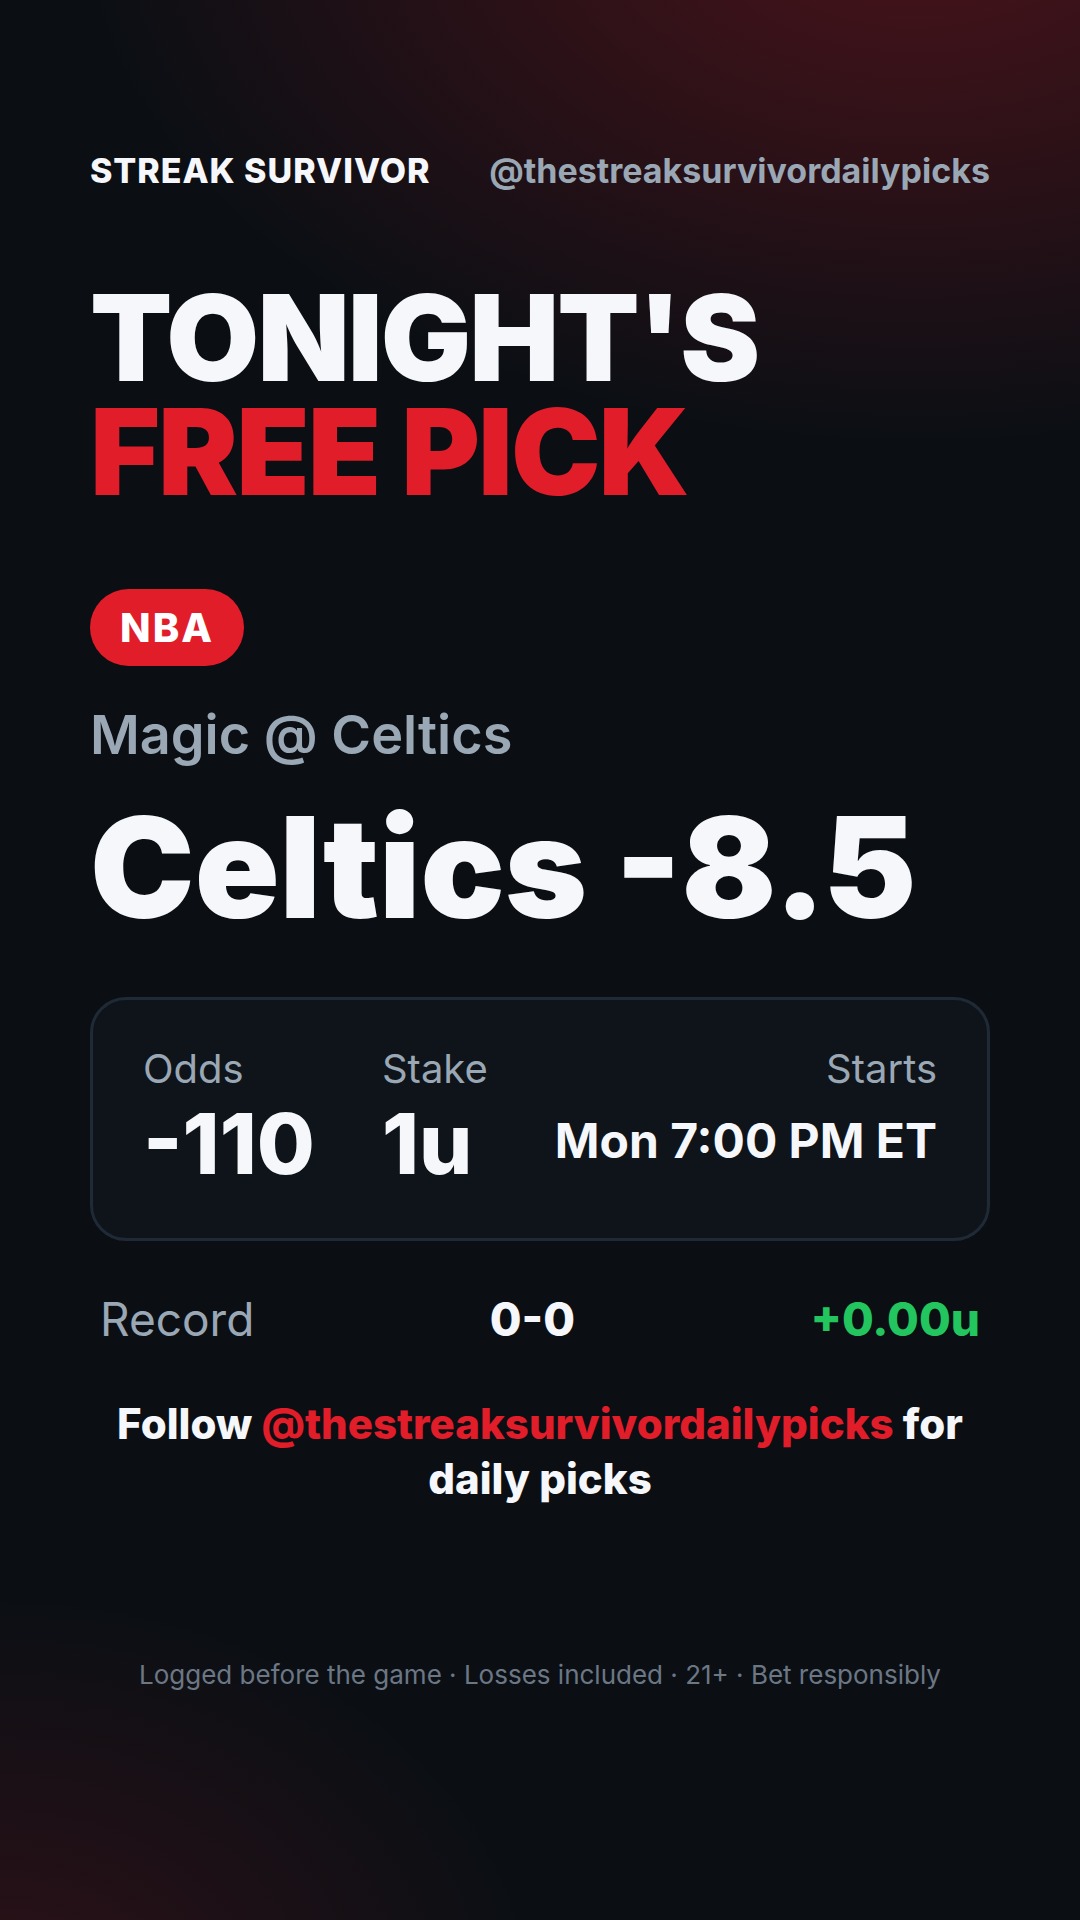 STREAK SURVIVOR @thestreaksurvivordailypicks
TONIGHT'S
FREE PICK
NBA
Magic @ Celtics
Celtics -8.5
Odds Stake Starts
-110 1u Mon 7:00 PM ET
Record 0-0 +0.00u
Follow @thestreaksurvivordailypicks for
daily picks
Logged before the game · Losses included · 21+ · Bet responsibly